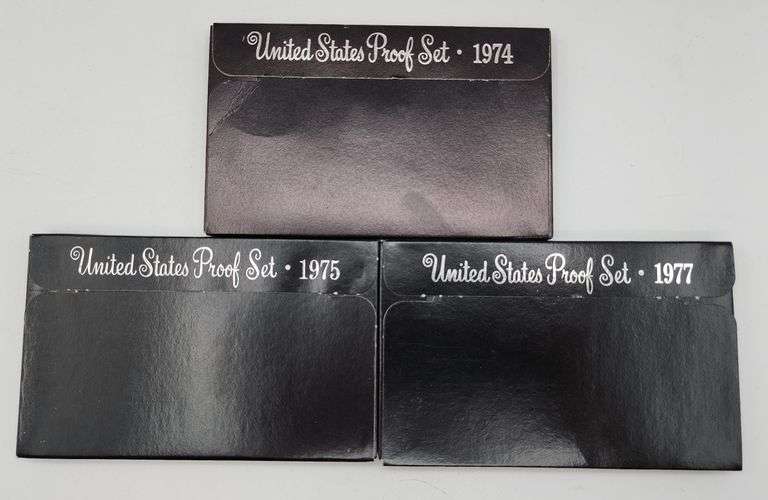 United States Proof Set · 1974
United States Proof Set · 1975
United States Proof Set · 1977